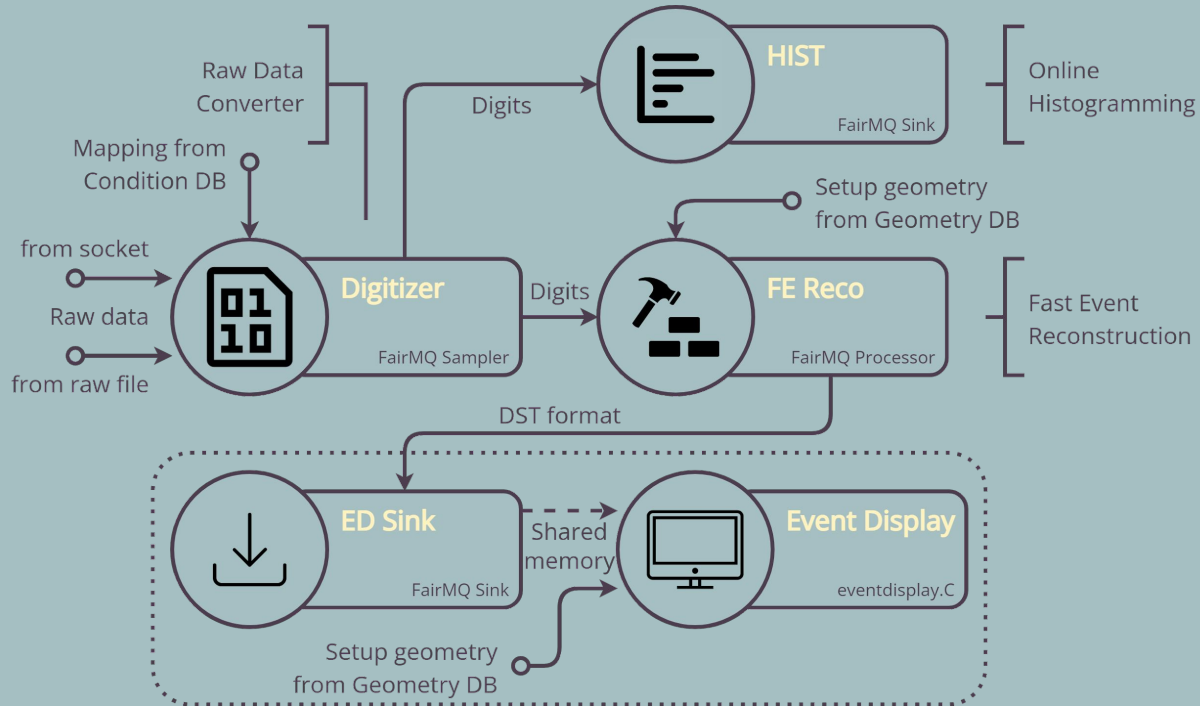 Raw Data
Converter
Mapping from
Condition DB
from socket
Raw data
from raw file
Digits
HIST
FairMQ Sink
Online
Histogramming
Setup geometry
from Geometry DB
0110
Digitizer
FairMQ Sampler
Digits
FE Reco
FairMQ Processor
Fast Event
Reconstruction
DST format
ED Sink
FairMQ Sink
Shared
memory
Event Display
eventdisplay.C
Setup geometry
from Geometry DB